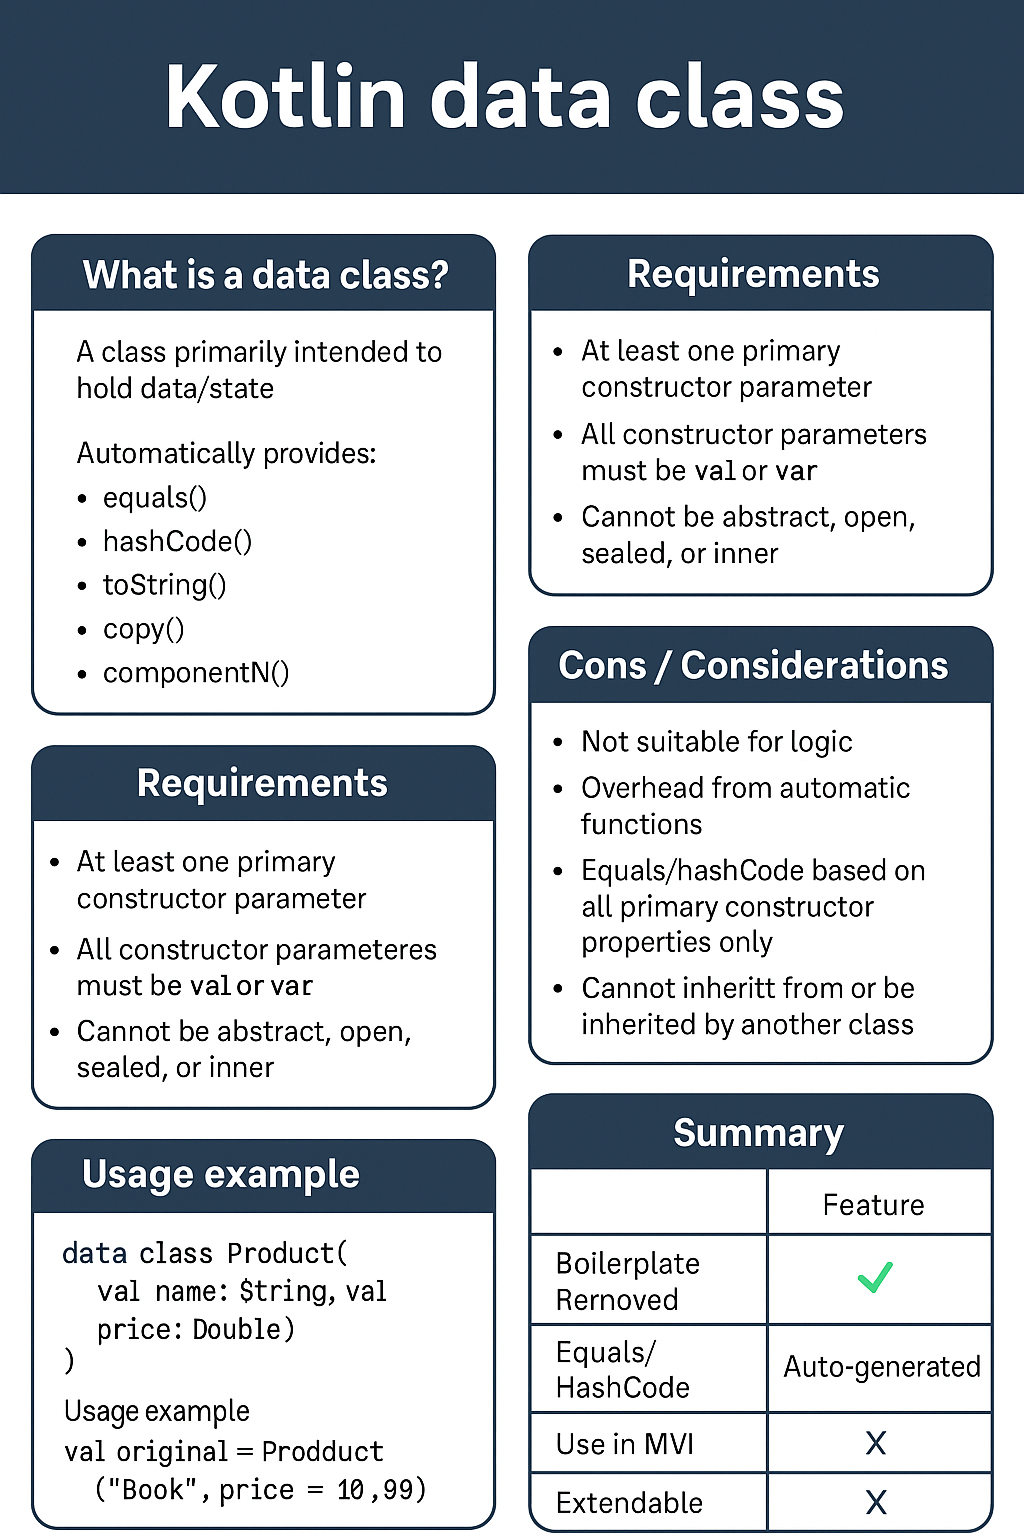 Kotlin data class
What is a data class?
A class primarily intended to
hold data/state
Automatically provides:
• equals()
• hashCode()
• toString()
• copy()
• componentN()
Requirements
• At least one primary
constructor parameter
• All constructor parameteres
must be val or var
• Cannot be abstract, open,
sealed, or inner
Usage example
data class Product(
val name: $tring, val
price: Double)
)
Usage example
val original = Prodduct
("Book", price = 10,99)
Requirements
• At least one primary
constructor parameter
• All constructor parameters
must be val or var
• Cannot be abstract, open,
sealed, or inner
Cons / Considerations
• Not suitable for logic
• Overhead from automatic
functions
• Equals/hashCode based on
all primary constructor
properties only
• Cannot inheritt from or be
inherited by another class
Summary
Feature
Boilerplate
Rernoved
✓
Equals/
HashCode
Auto-generated
Use in MVI
X
Extendable
X